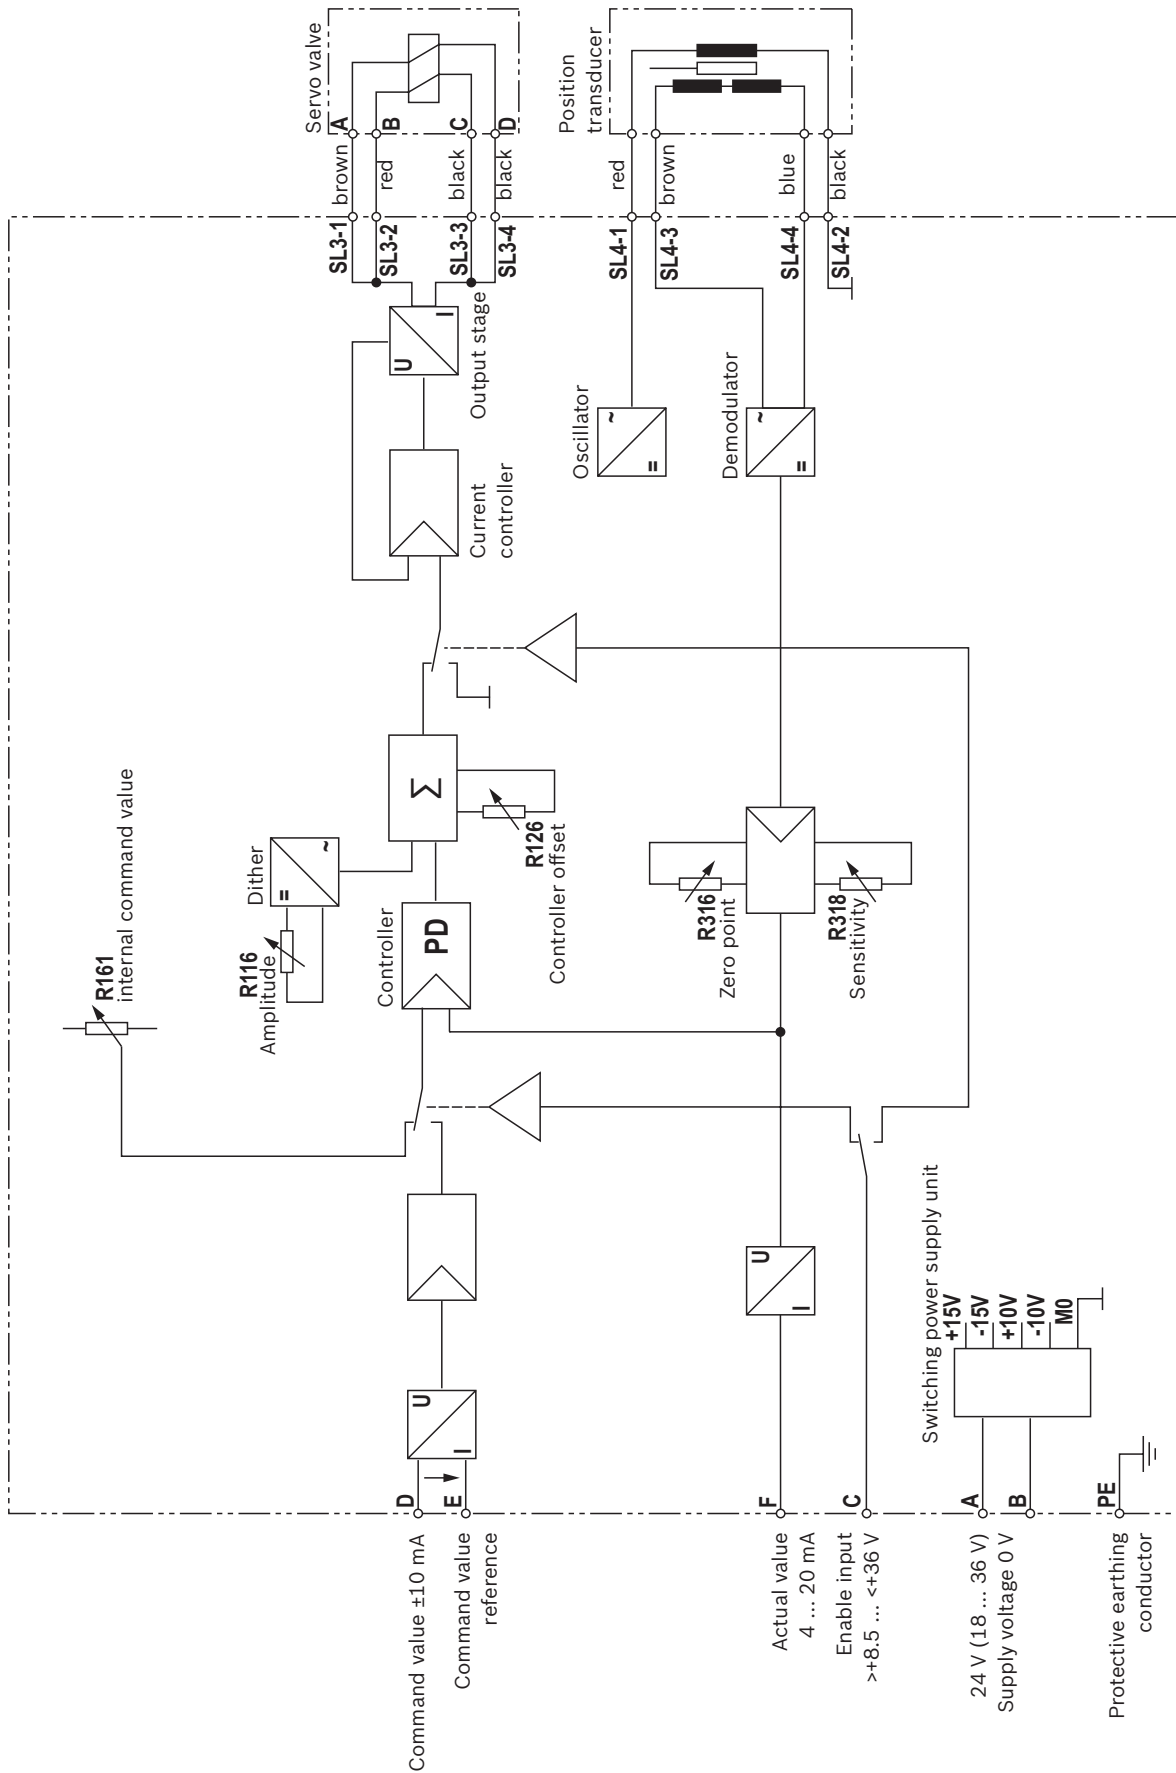 Servo valve
A
B
C
D
brown
red
black
black
SL3-1
SL3-2
SL3-3
SL3-4
Position
transducer
red
brown
blue
black
SL4-1
SL4-3
SL4-4
SL4-2
U
I
Output stage
Current
controller
Oscillator
~
=
Demodulator
~
=
R161
internal command value
Dither
=
~
R116
Amplitude
Σ
R126
Controller offset
Controller
PD
R316
Zero point
R318
Sensitivity
U
I
U
I
Switching power supply unit
+15V
-15V
+10V
-10V
M0
D
E
F
C
A
B
PE
Command value ±10 mA
Command value
reference
Actual value
4 ... 20 mA
Enable input
>+8.5 ... <+36 V
24 V (18 ... 36 V)
Supply voltage 0 V
Protective earthing
conductor